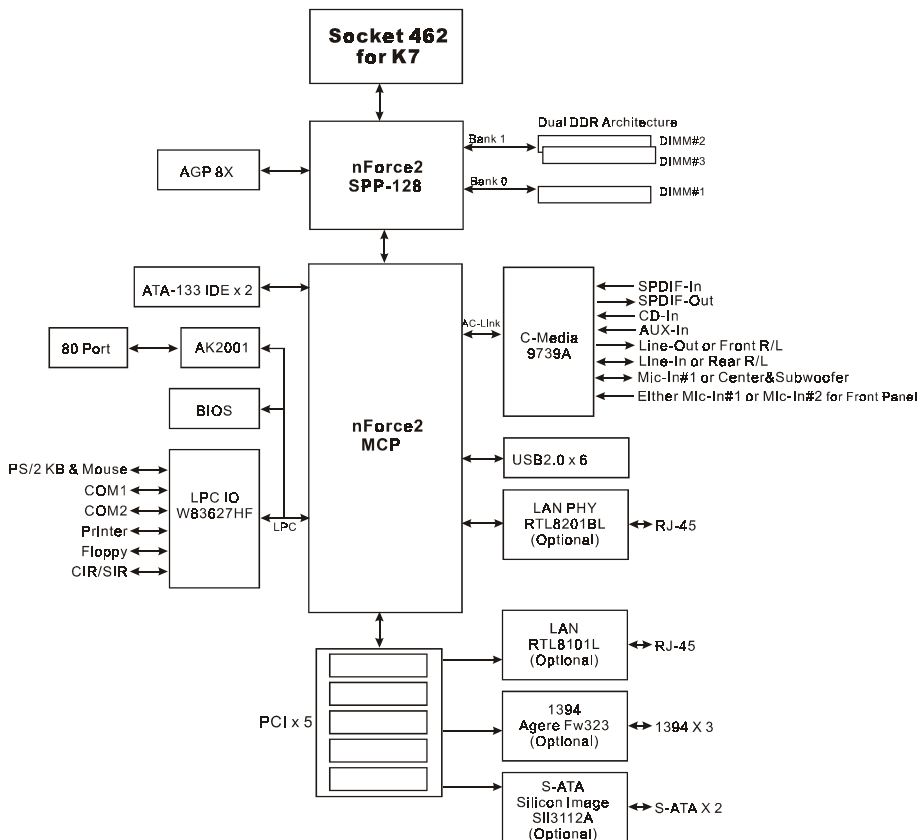 Socket 462
for K7
Dual DDR Architecture
Bank 1
DIMM#2
DIMM#3
AGP 8X
nForce2
SPP-128
Bank 0
DIMM#1
ATA-133 IDE x 2
AC-Link
C-Media
9739A
SPDIF-In
SPDIF-Out
CD-In
AUX-In
Line-Out or Front R/L
Line-In or Rear R/L
Mic-In#1 or Center&Subwoofer
Either Mic-In#1 or Mic-In#2 for Front Panel
80 Port
AK2001
BIOS
nForce2
MCP
USB2.0 x 6
PS/2 KB & Mouse
COM1
COM2
Printer
Floppy
CIR/SIR
LPC IO
W83627HF
LPC
LAN PHY
RTL8201BL
(Optional)
RJ-45
LAN
RTL8101L
(Optional)
RJ-45
PCI x 5
1394
Agere Fw323
(Optional)
1394 X 3
S-ATA
Silicon Image
SII3112A
(Optional)
S-ATA X 2